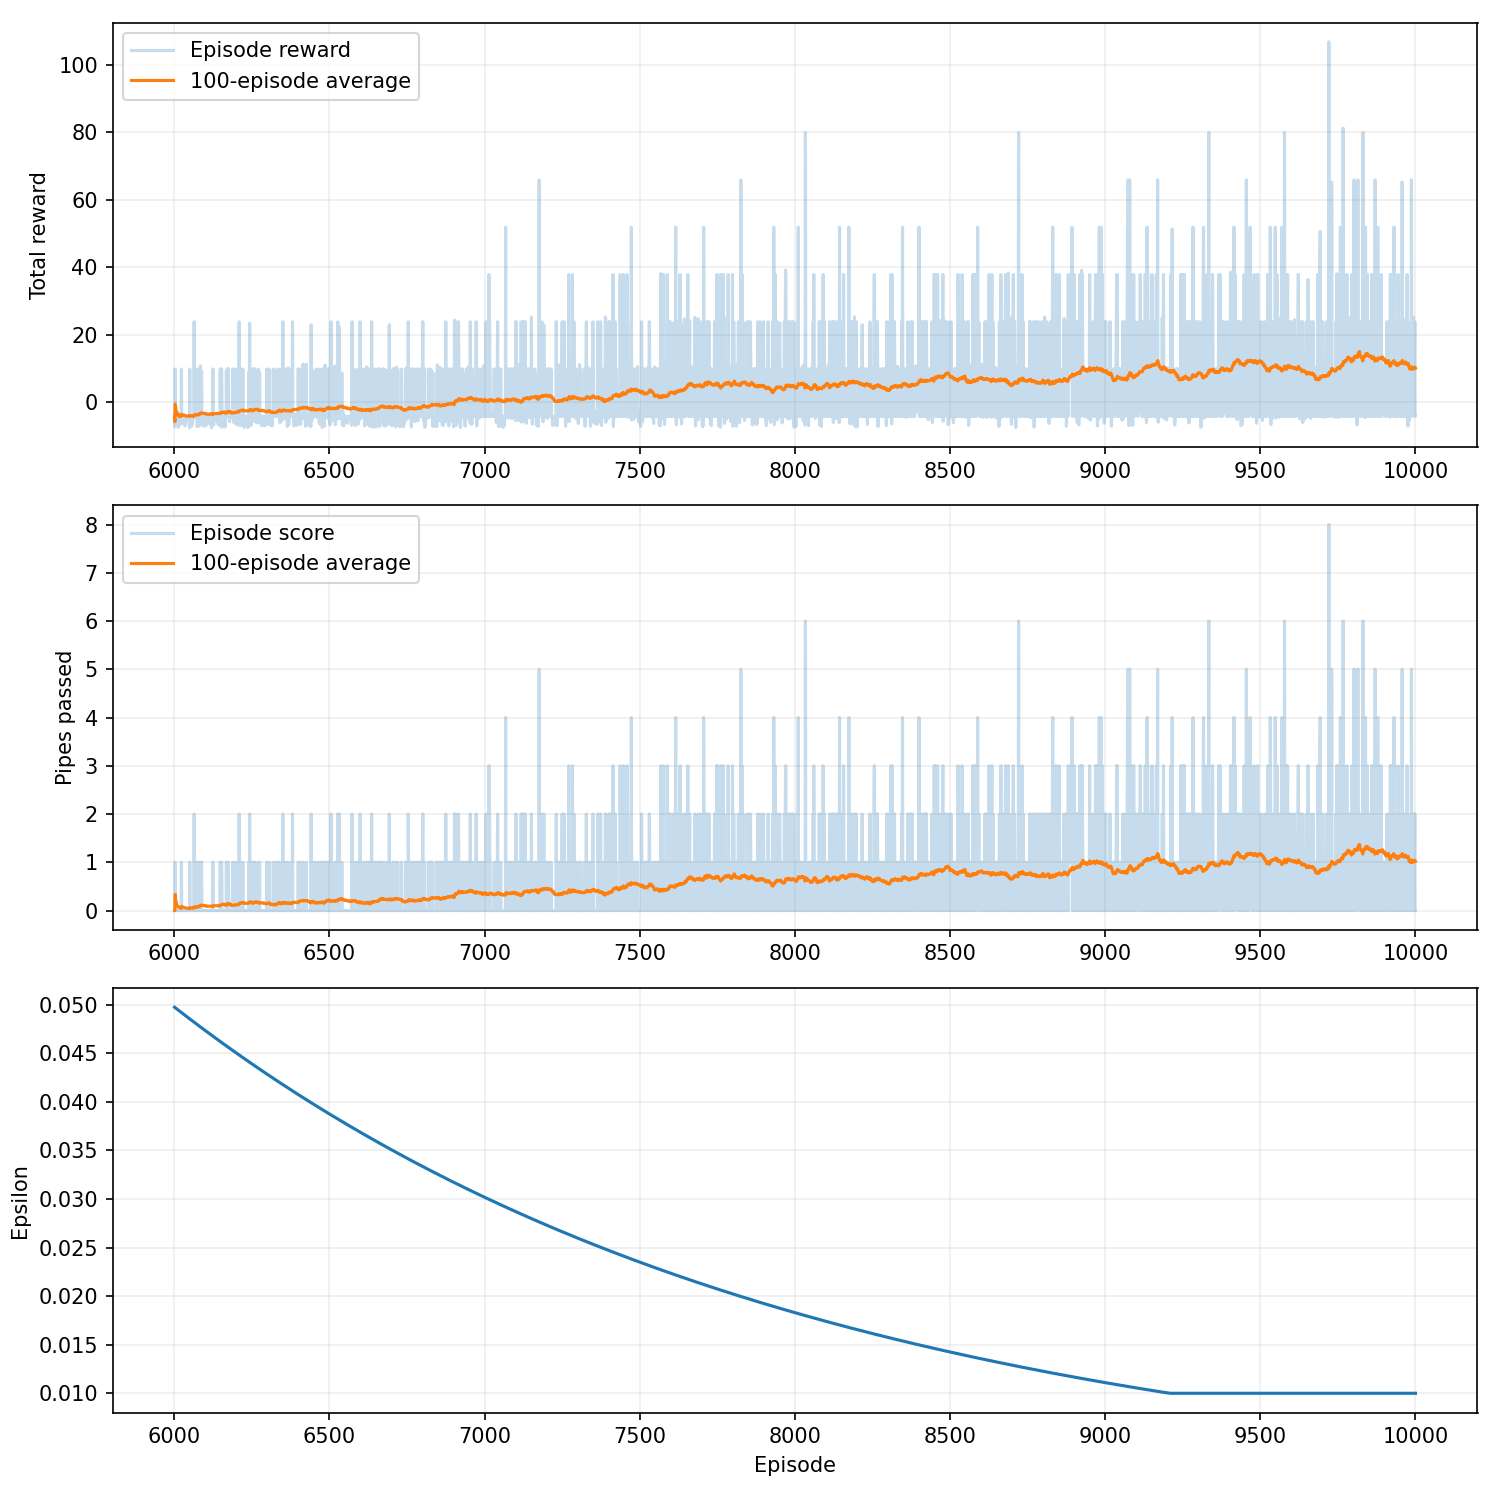 Episode reward
100-episode average
Total reward
100
80
60
40
20
0
6000 6500 7000 7500 8000 8500 9000 9500 10000
Episode score
100-episode average
Pipes passed
8
7
6
5
4
3
2
1
0
6000 6500 7000 7500 8000 8500 9000 9500 10000
Epsilon
0.050
0.045
0.040
0.035
0.030
0.025
0.020
0.015
0.010
6000 6500 7000 7500 8000 8500 9000 9500 10000
Episode